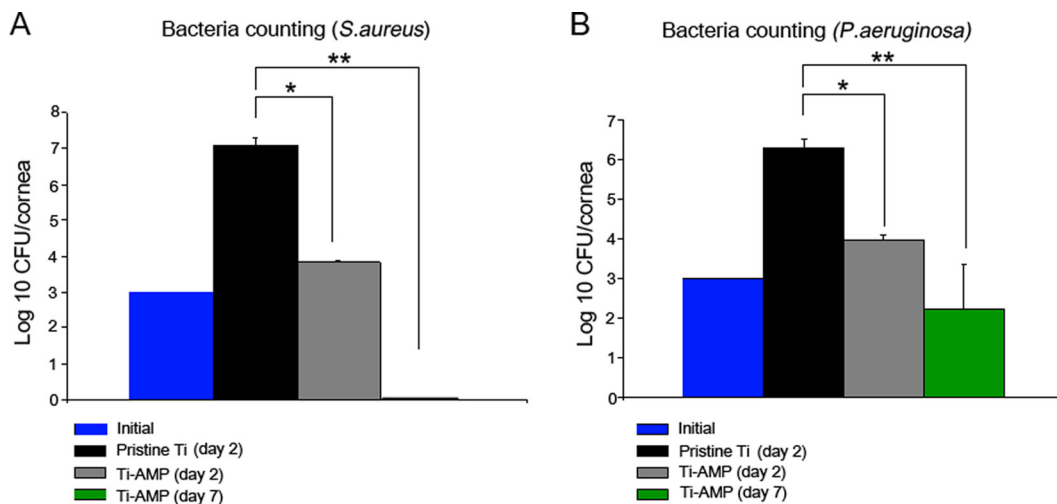 A
Bacteria counting (S.aureus)
**
*
8
7
6
5
4
3
2
1
0
Log 10 CFU/cornea
Initial
Pristine Ti (day 2)
Ti-AMP (day 2)
Ti-AMP (day 7)
B
Bacteria counting (P.aeruginosa)
**
*
7
6
5
4
3
2
1
0
Log 10 CFU/cornea
Initial
Pristine Ti (day 2)
Ti-AMP (day 2)
Ti-AMP (day 7)